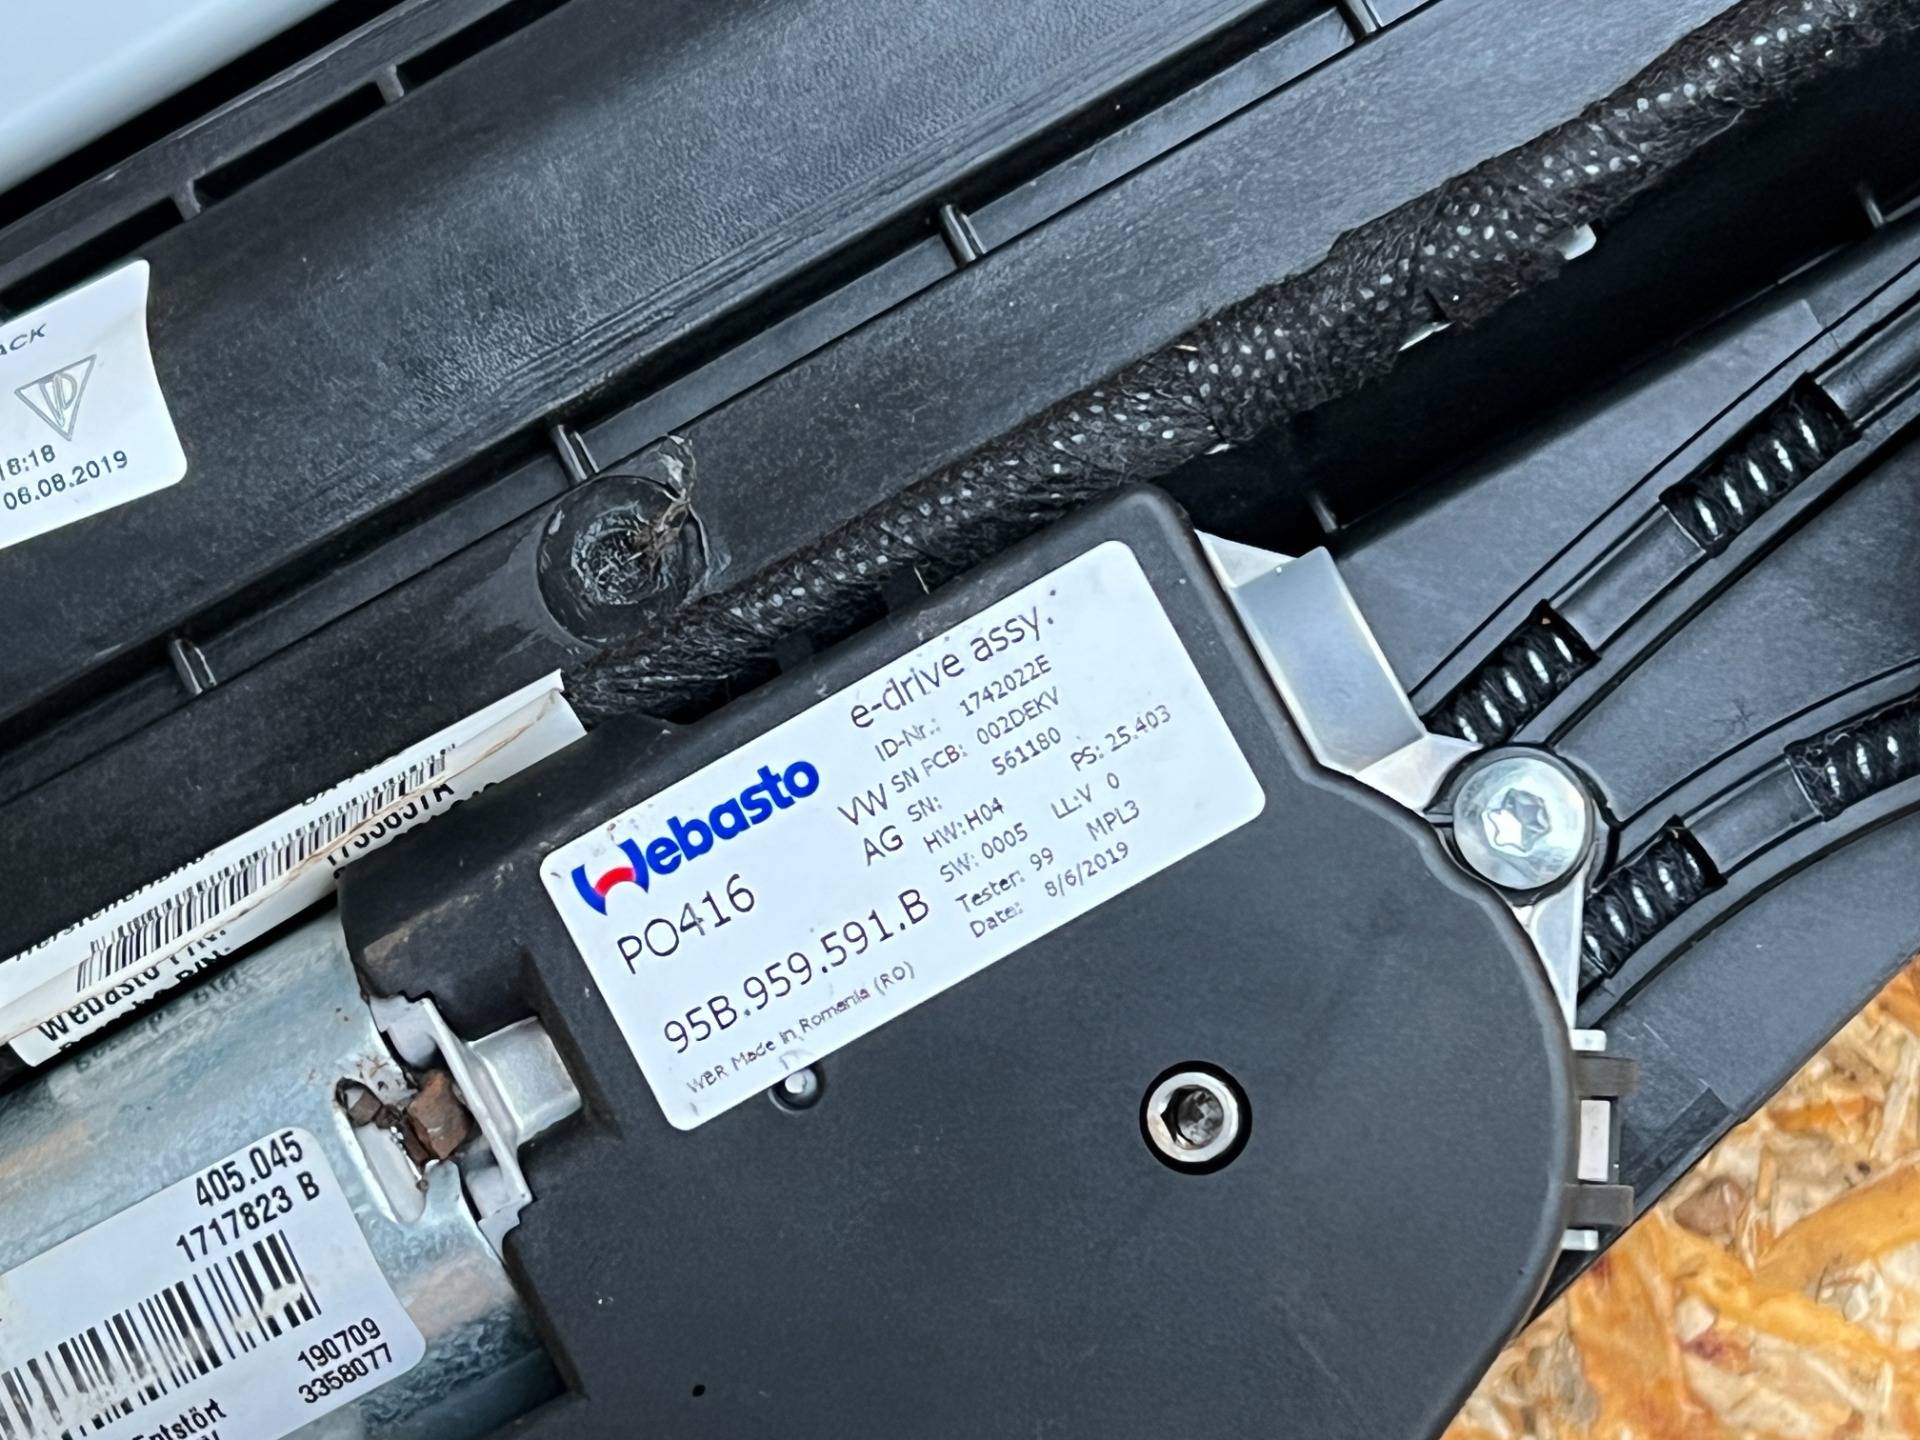 18:18
06.08.2019
Webasto
e-drive assy.
ID-Nr.: 1742022E
VW SN FCB: 002DEKV
AG SN: 561180
HW: H04 PS: 25.403
SW: 0005 LL:V 0
Tester: 99 MPL3
Date: 8/6/2019
PO416
95B.959.591.B
WBR Made in Romania (RO)
Webasto
405.045
1717823 B
190709
3358077
Entstört